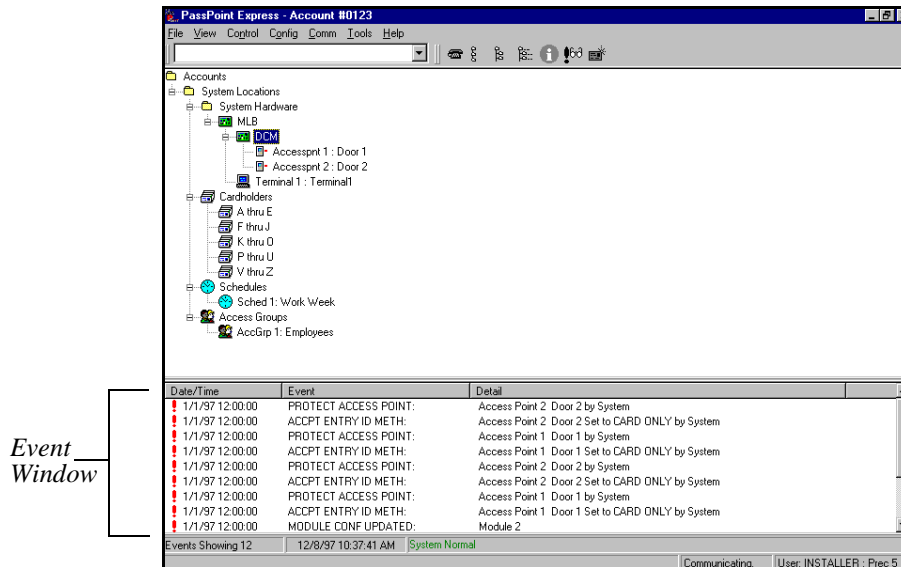 PassPoint Express - Account #0123
File View Control Config Comm Tools Help
Accounts
System Locations
System Hardware
MLB
DCM
Accesspnt 1 : Door 1
Accesspnt 2 : Door 2
Terminal 1 : Terminal1
Cardholders
A thru E
F thru J
K thru O
P thru U
V thru Z
Schedules
Sched 1: Work Week
Access Groups
AccGrp 1: Employees
Date/Time Event Detail
1/1/97 12:00:00 PROTECT ACCESS POINT: Access Point 2 Door 2 by System
1/1/97 12:00:00 ACCPT ENTRY ID METH: Access Point 2 Door 2 Set to CARD ONLY by System
1/1/97 12:00:00 PROTECT ACCESS POINT: Access Point 1 Door 1 by System
1/1/97 12:00:00 ACCPT ENTRY ID METH: Access Point 1 Door 1 Set to CARD ONLY by System
1/1/97 12:00:00 PROTECT ACCESS POINT: Access Point 2 Door 2 by System
1/1/97 12:00:00 ACCPT ENTRY ID METH: Access Point 2 Door 2 Set to CARD ONLY by System
1/1/97 12:00:00 PROTECT ACCESS POINT: Access Point 1 Door 1 by System
1/1/97 12:00:00 ACCPT ENTRY ID METH: Access Point 1 Door 1 Set to CARD ONLY by System
1/1/97 12:00:00 MODULE CONF UPDATED: Module 2
Event
Window
Events Showing 12 12/8/97 10:37:41 AM System Normal
Communicating. User: INSTALLER : Prec 5